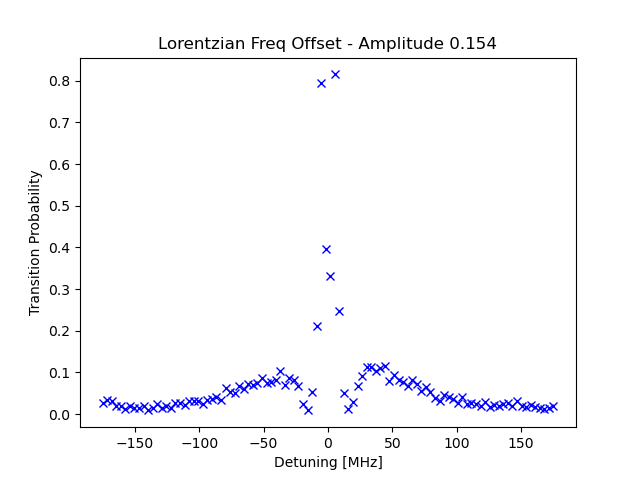 Lorentzian Freq Offset - Amplitude 0.154
Transition Probability
0.8
0.7
0.6
0.5
0.4
0.3
0.2
0.1
0.0
−150 −100 −50 0 50 100 150
Detuning [MHz]